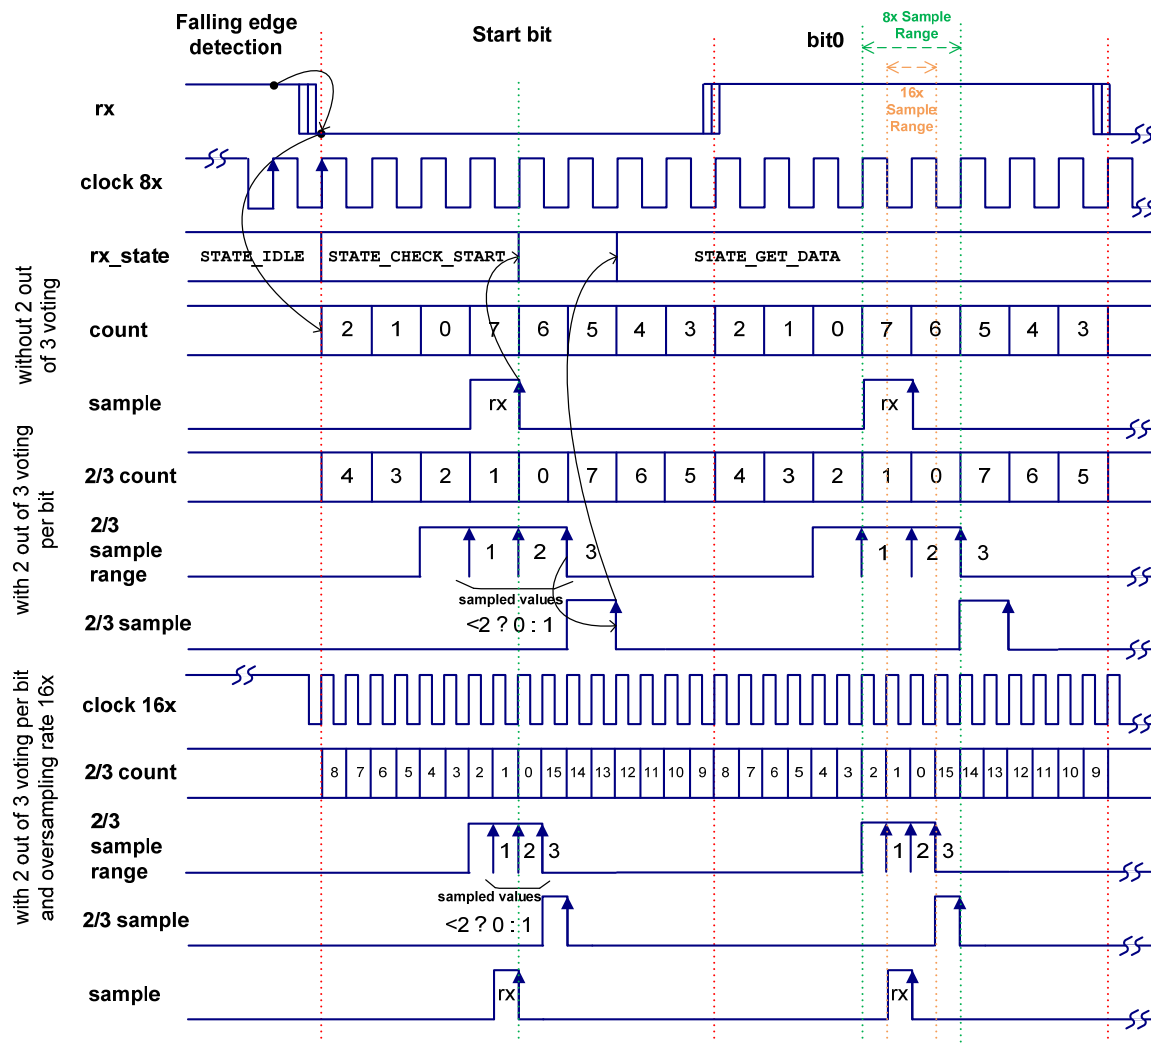 Falling edge
detection
Start bit
bit0
8x Sample
Range
16x
Sample
Range
rx
clock 8x
rx_state
STATE_IDLE
STATE_CHECK_START
STATE_GET_DATA
without 2 out
of 3 voting
count
2 1 0 7 6 5 4 3 2 1 0 7 6 5 4 3
sample
rx
rx
with 2 out of 3 voting
per bit
2/3 count
4 3 2 1 0 7 6 5 4 3 2 1 0 7 6 5
2/3
sample
range
1 2 3
1 2 3
sampled values
<2 ? 0 : 1
2/3 sample
with 2 out of 3 voting per bit
and oversampling rate 16x
clock 16x
2/3 count
8 7 6 5 4 3 2 1 0 15 14 13 12 11 10 9 8 7 6 5 4 3 2 1 0 15 14 13 12 11 10 9
2/3
sample
range
1 2 3
1 2 3
sampled values
<2 ? 0 : 1
2/3 sample
sample
rx
rx